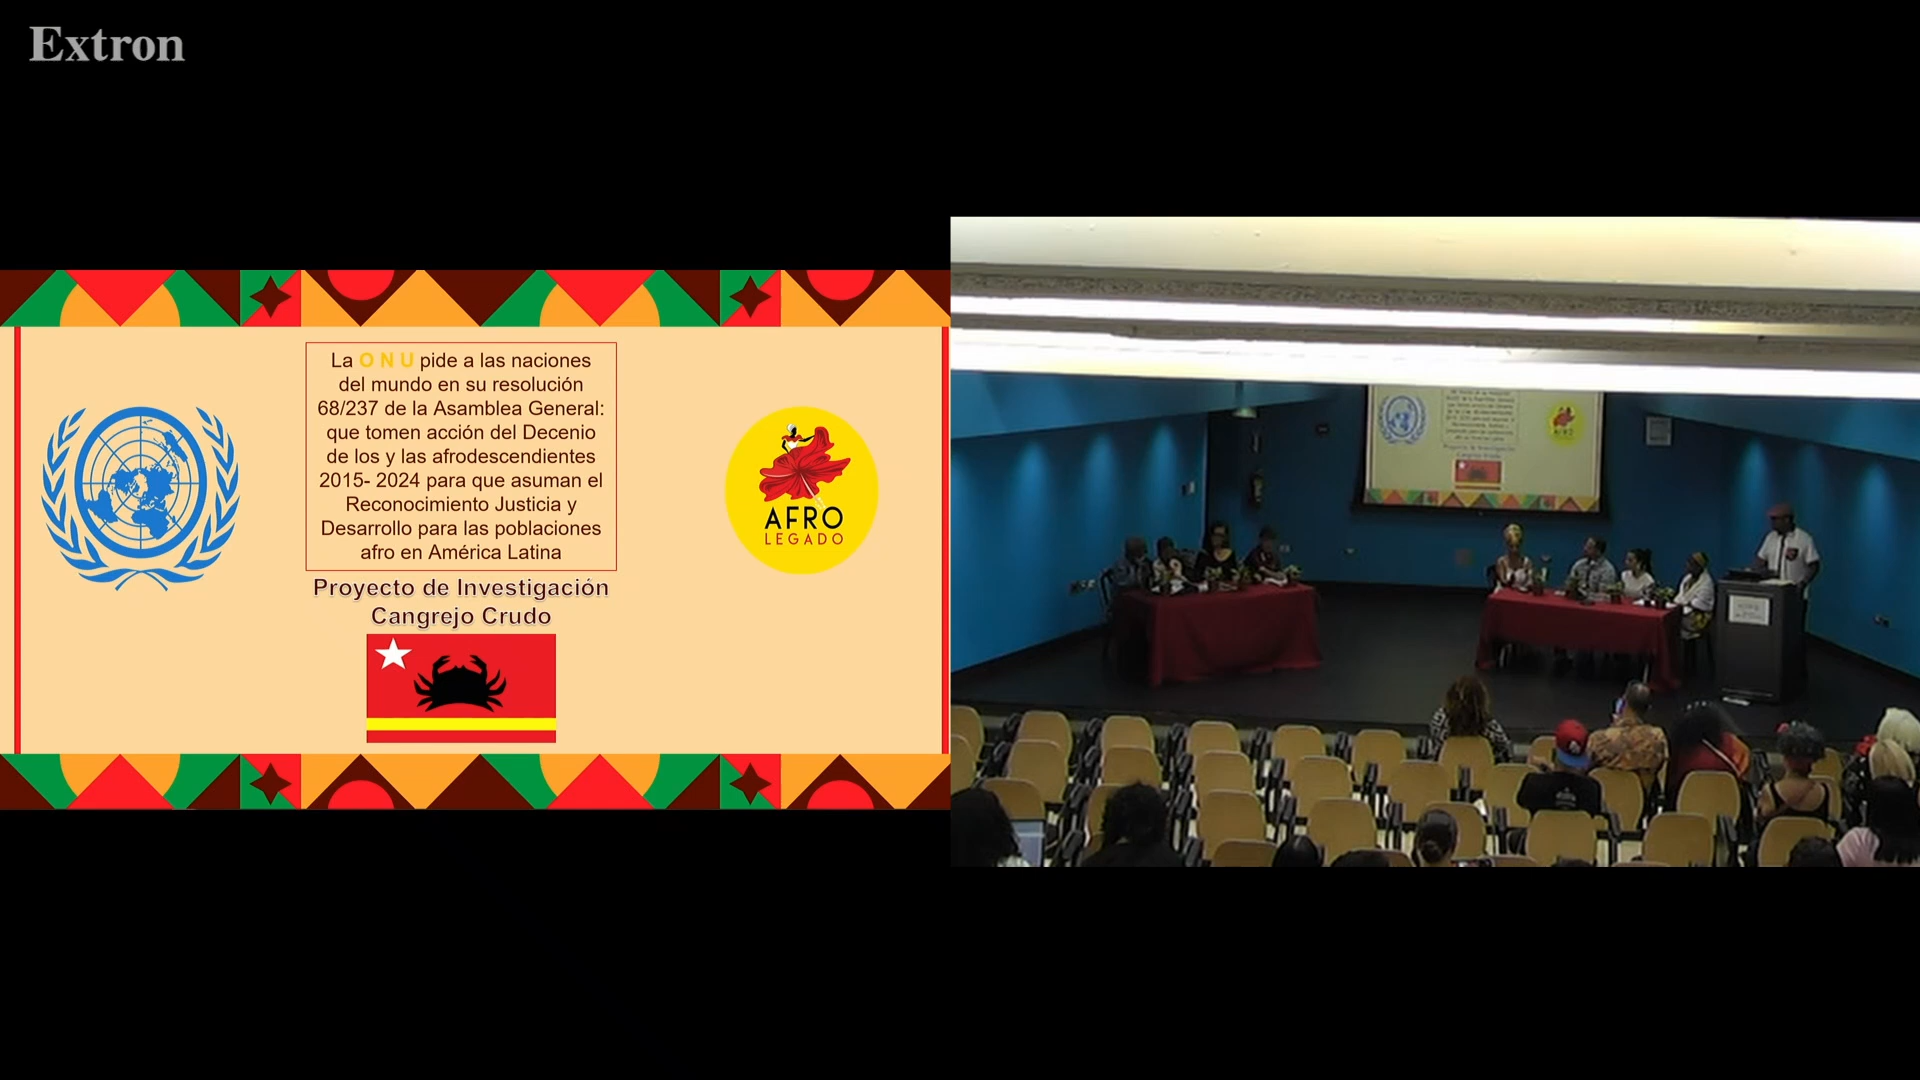 Extron
La O N U pide a las naciones
del mundo en su resolución
68/237 de la Asamblea General:
que tomen acción del Decenio
de los y las afrodescendientes
2015- 2024 para que asuman el
Reconocimiento Justicia y
Desarrollo para las poblaciones
afro en América Latina
Proyecto de Investigación
Cangrejo Crudo
AFRO
LEGADO